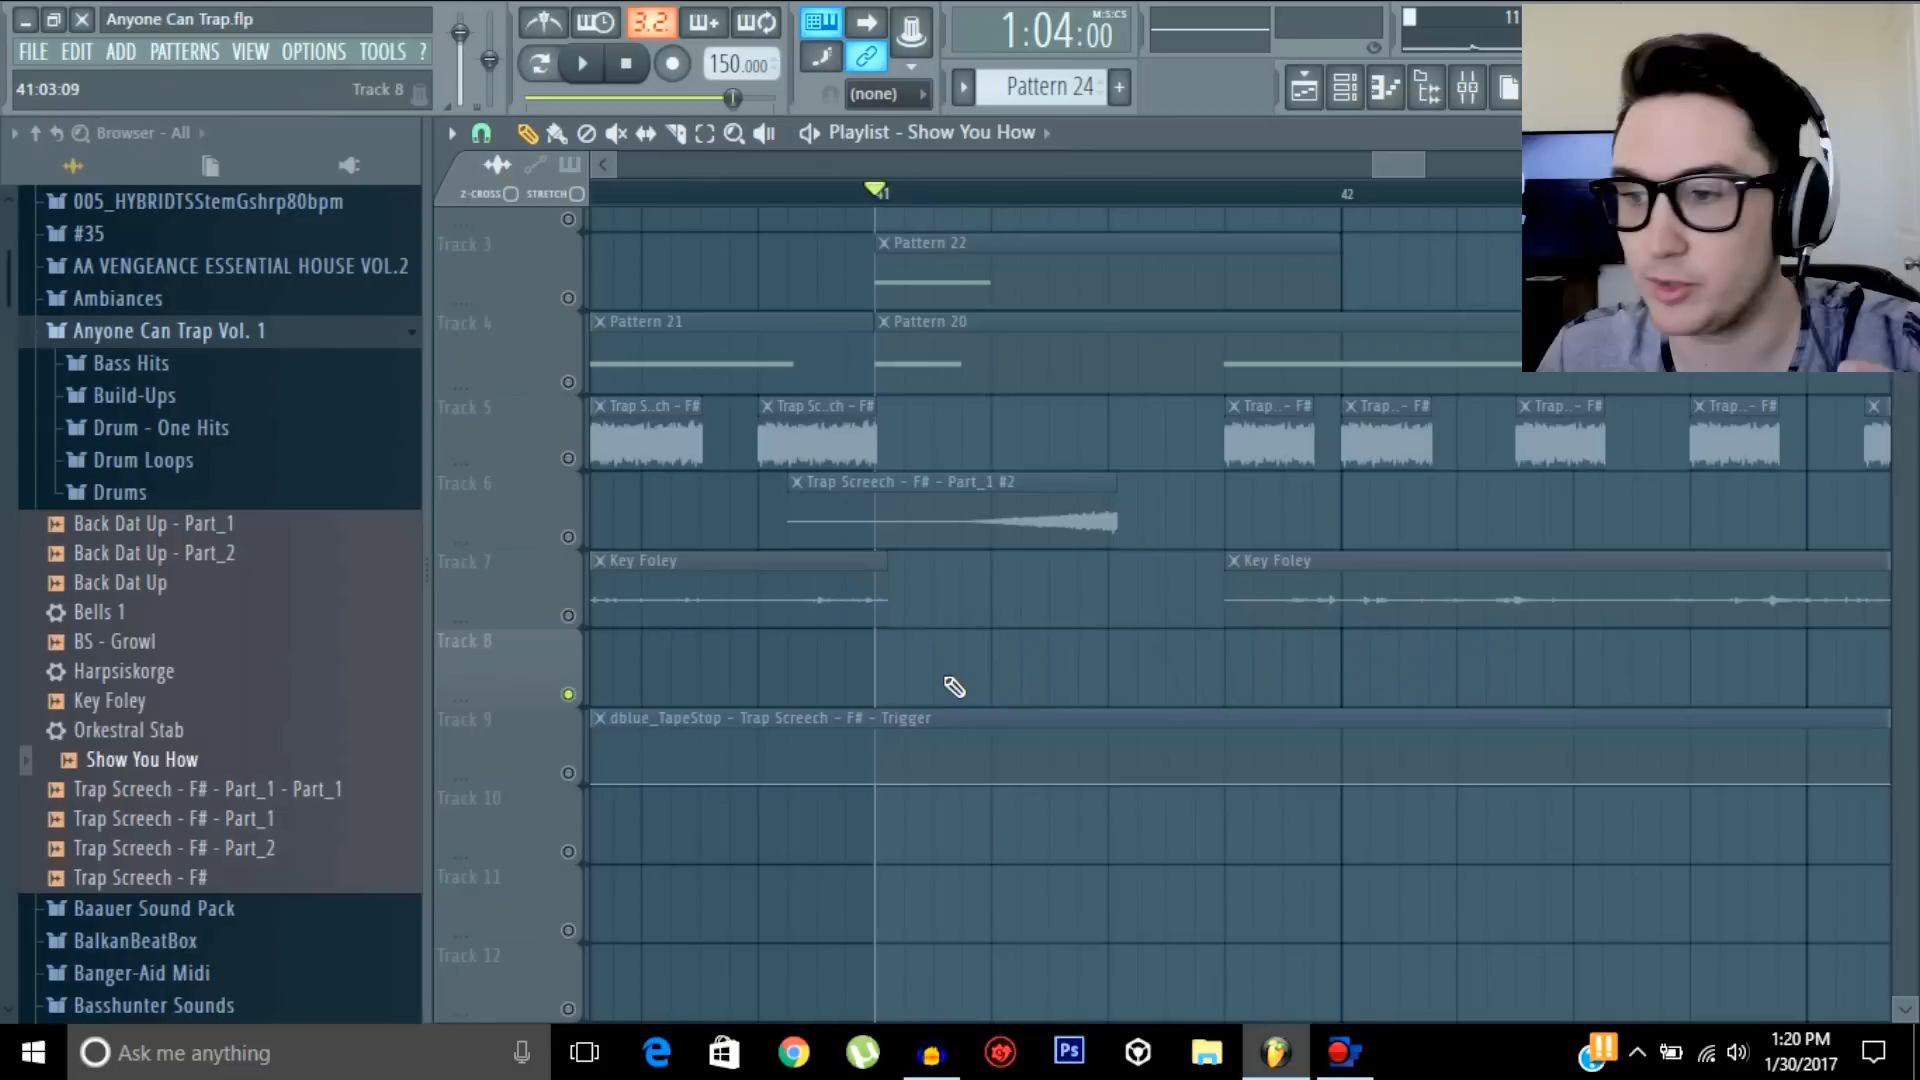 Anyone Can Trap.flp
FILE EDIT ADD PATTERNS VIEW OPTIONS TOOLS ?
41:03:09 Track 8
3.2.
150.000
(none)
1:04:00
M:S:CS
Pattern 24
11
Browser - All
Playlist - Show You How
Z-CROSS STRETCH
41 42
005_HYBRIDTSStemGshrp80bpm
#35
AA VENGEANCE ESSENTIAL HOUSE VOL.2
Ambiances
Anyone Can Trap Vol. 1
Bass Hits
Build-Ups
Drum - One Hits
Drum Loops
Drums
Back Dat Up - Part_1
Back Dat Up - Part_2
Back Dat Up
Bells 1
BS - Growl
Harpsiskorge
Key Foley
Orkestral Stab
Show You How
Trap Screech - F# - Part_1 - Part_1
Trap Screech - F# - Part_1
Trap Screech - F# - Part_2
Trap Screech - F#
Baauer Sound Pack
BalkanBeatBox
Banger-Aid Midi
Basshunter Sounds
Track 3
Pattern 22
Track 4
Pattern 21
Pattern 20
Track 5
Trap S..ch - F#
Trap Sc..ch - F#
Trap..- F#
Trap..- F#
Trap..- F#
Trap..- F#
Track 6
Trap Screech - F# - Part_1 #2
Track 7
Key Foley
Key Foley
Track 8
Track 9
dblue_TapeStop - Trap Screech - F# - Trigger
Track 10
Track 11
Track 12
Ask me anything
Ps
1:20 PM
1/30/2017